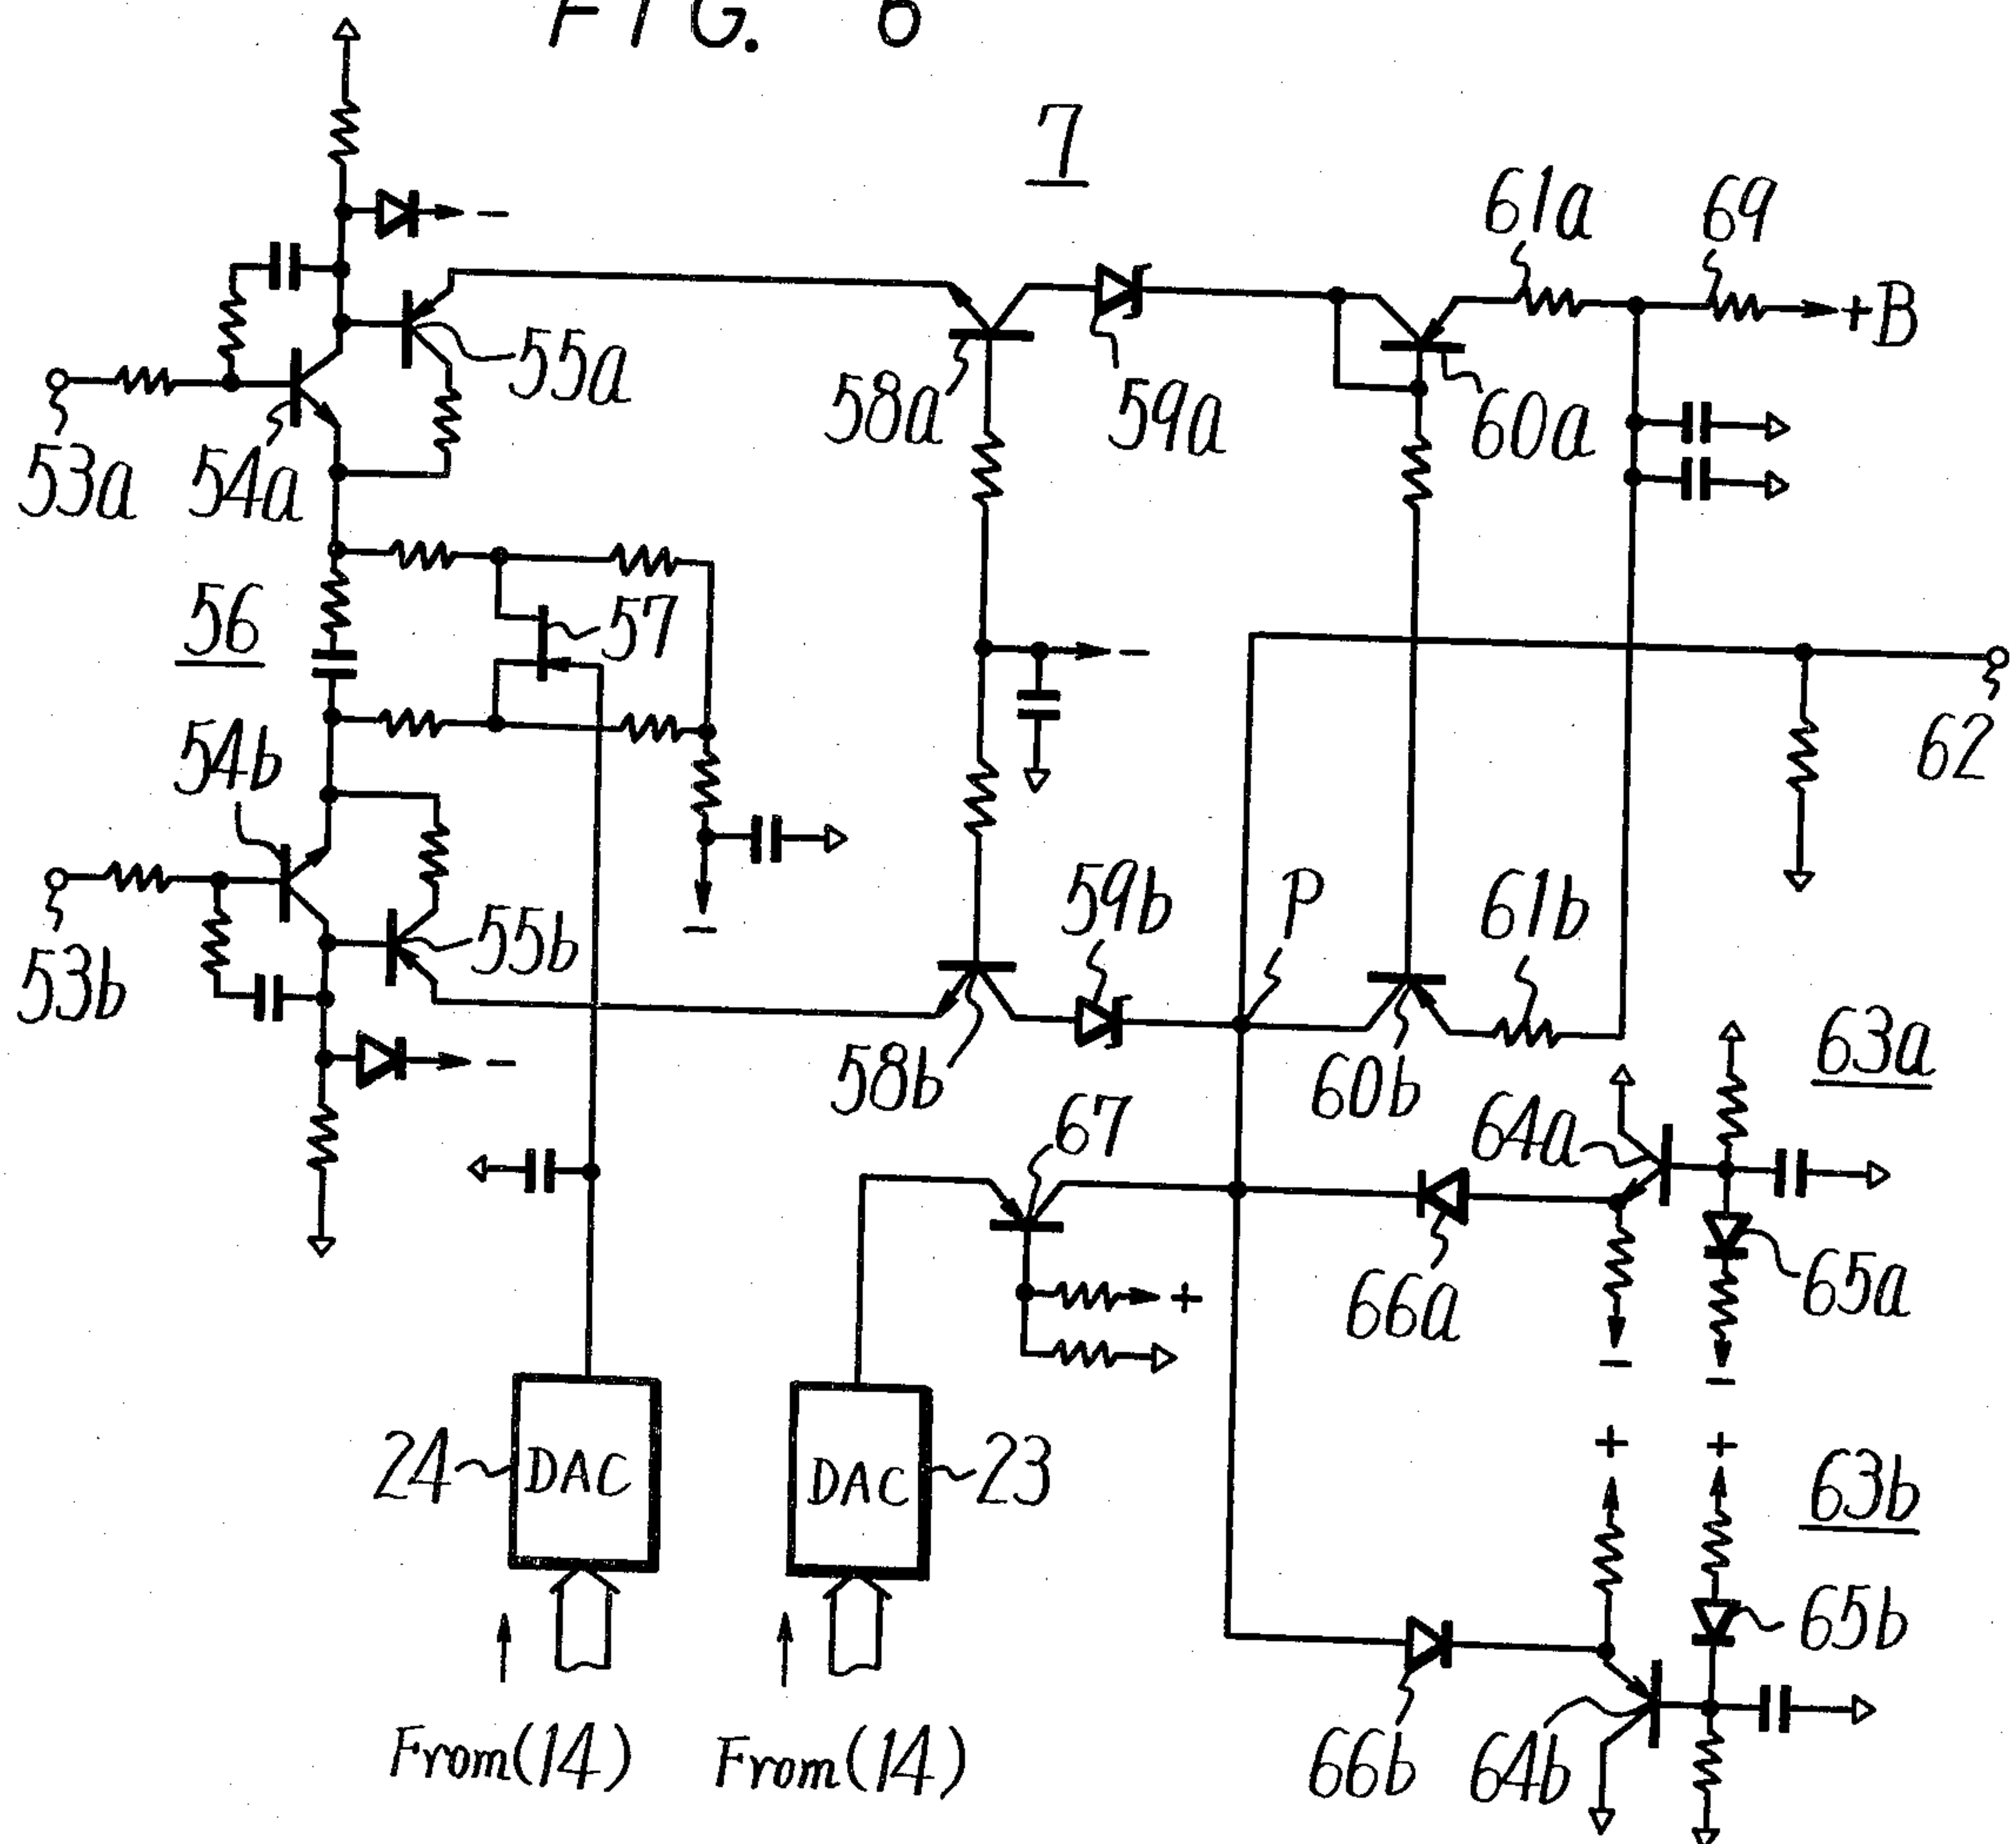 FIG. 6
7
61a
69
+B
55a
58a
59a
60a
53a
54a
-
56
57
-
62
54b
59b
P
61b
-
55b
53b
63a
-
58b
60b
64a
67
+
66a
65a
-
-
24
DAC
DAC
23
+
+
63b
65b
From(14)
From(14)
66b
64b